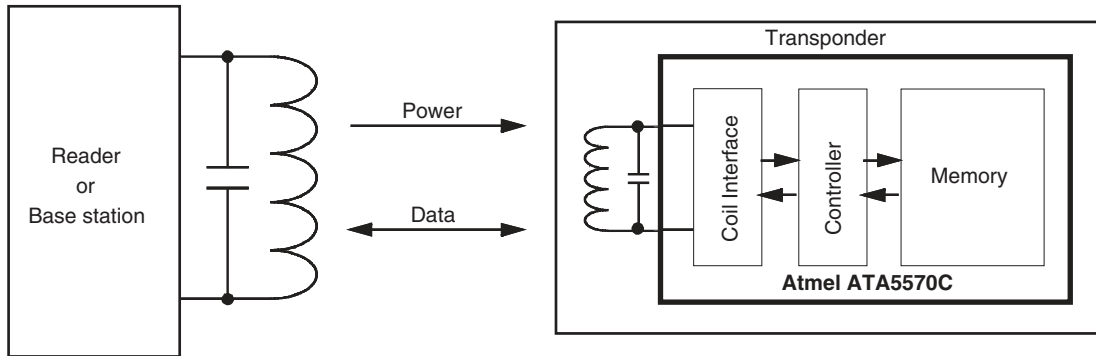 Transponder
Reader
or
Base station
Power
Data
Coil Interface
Controller
Memory
Atmel ATA5570C